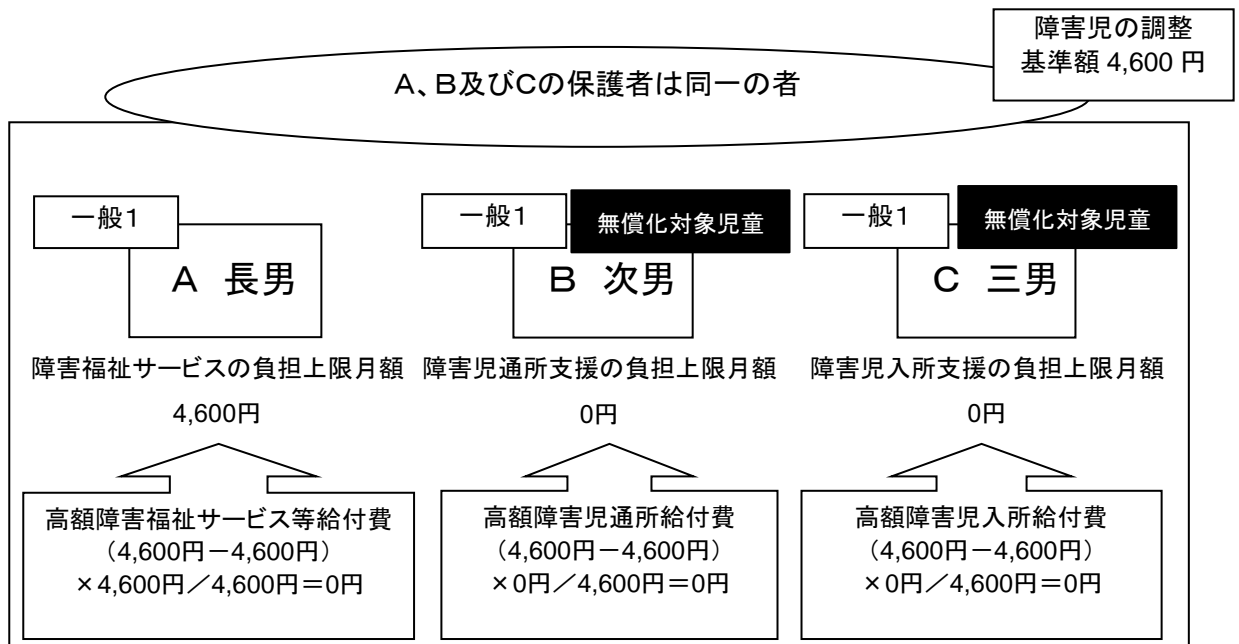 障害児の調整
基準額 4,600 円
A、B及びCの保護者は同一の者
一般1
A 長男
障害福祉サービスの負担上限月額
4,600円
高額障害福祉サービス等給付費
（4,600円－4,600円）
×4,600円／4,600円＝0円
一般1
無償化対象児童
B 次男
障害児通所支援の負担上限月額
0円
高額障害児通所給付費
（4,600円－4,600円）
×0円／4,600円＝0円
一般1
無償化対象児童
C 三男
障害児入所支援の負担上限月額
0円
高額障害児入所給付費
（4,600円－4,600円）
×0円／4,600円＝0円